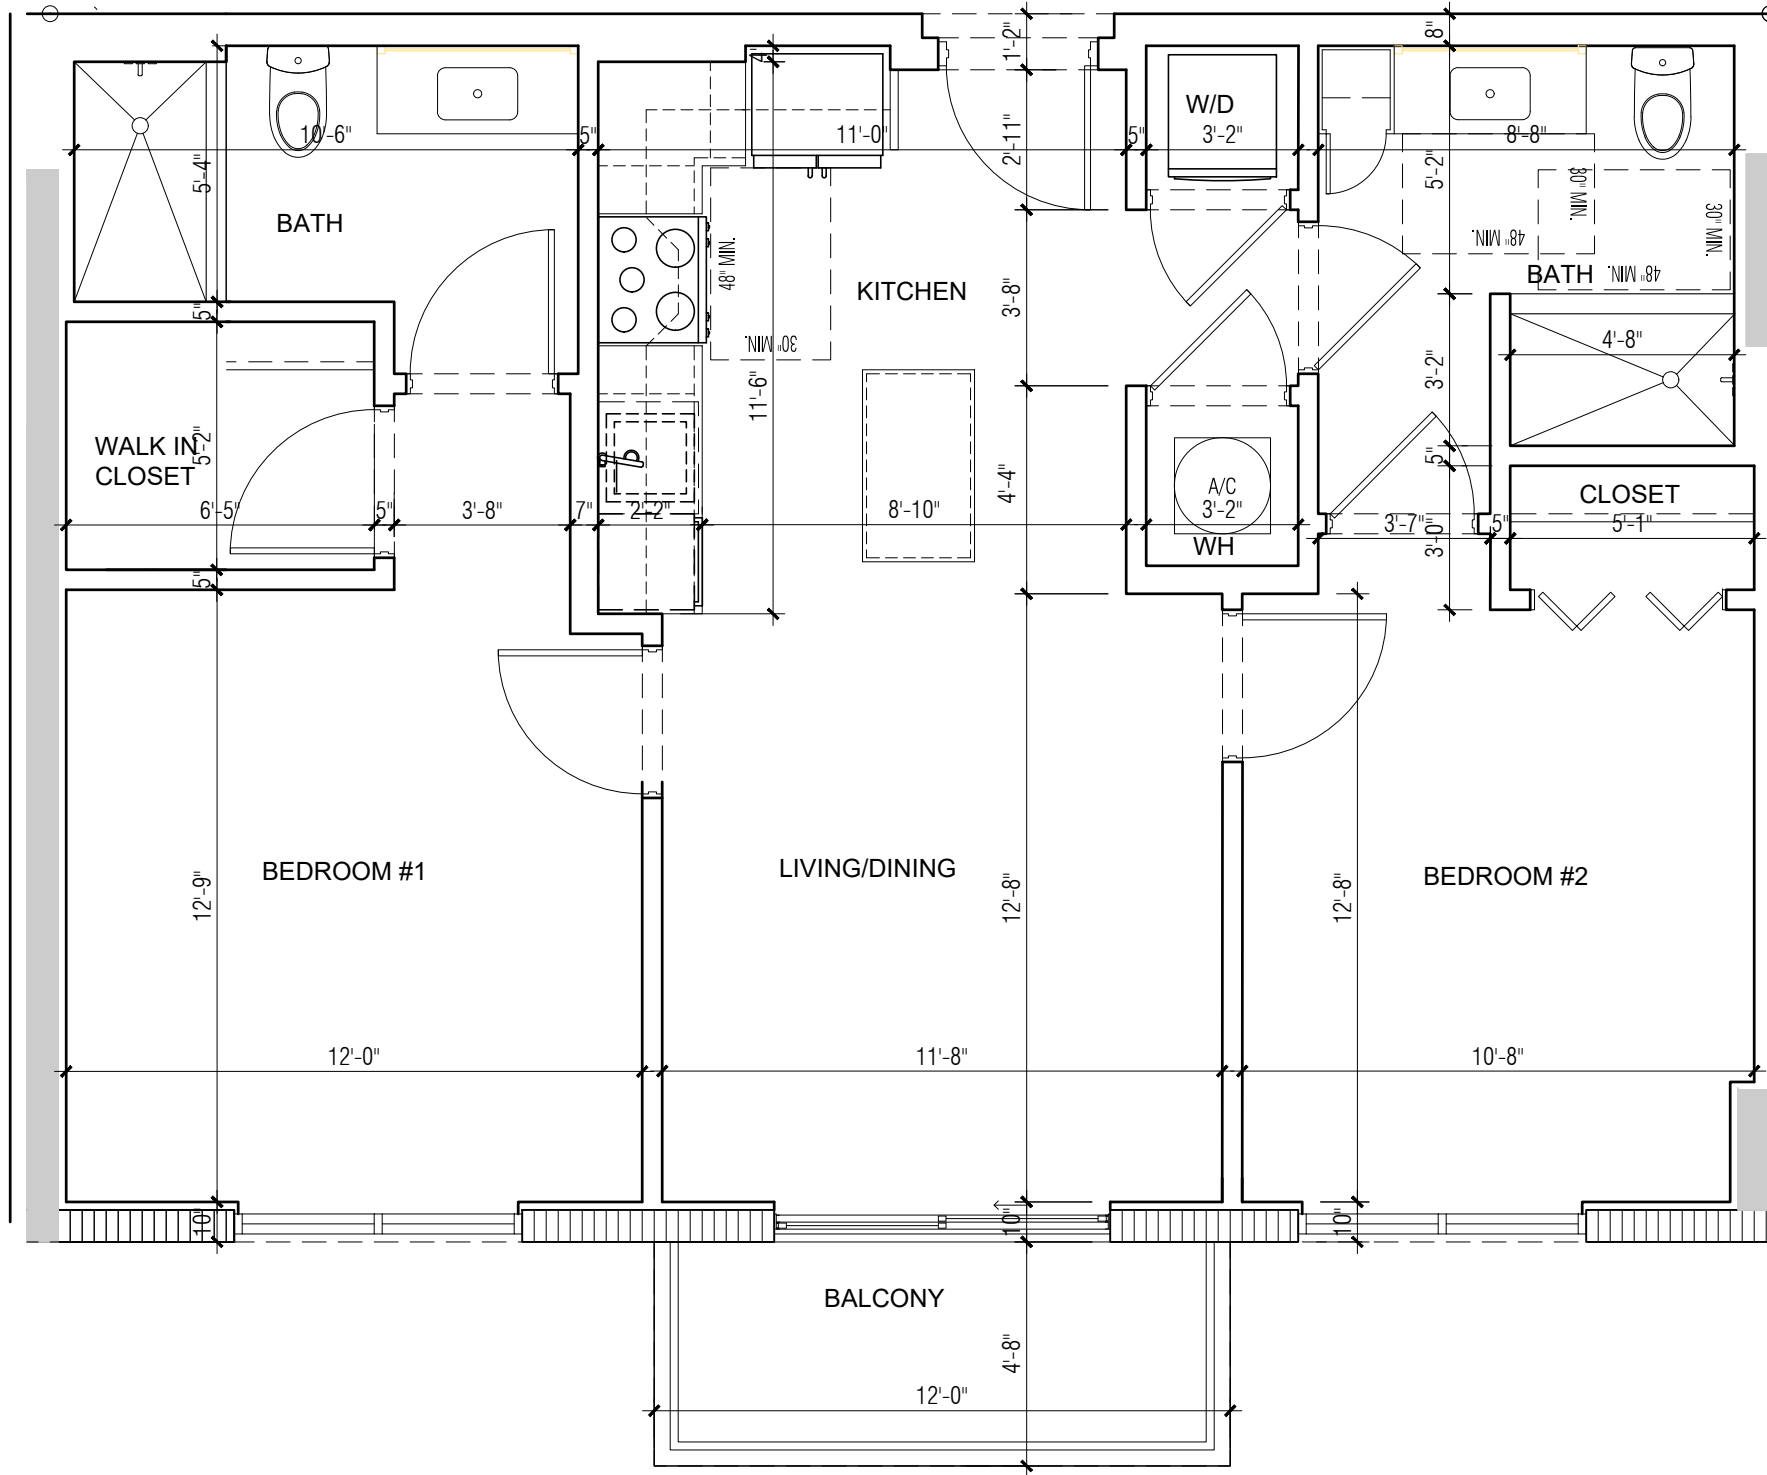 1'-2"
8"
4"
W/D
10'-6"
5"
11'-0"
2'-11"
5"
3'-2"
8'-8"
5'-4"
5'-2"
30" MIN.
30" MIN.
BATH
48" MIN.
48" MIN.
48" MIN.
BATH
KITCHEN
5"
3'-8"
30" MIN.
4'-8"
3'-2"
11'-6"
WALK IN
CLOSET
5'-2"
5"
4'-4"
A/C
CLOSET
6'-5"
5"
3'-8"
7"
2'-2"
8'-10"
3'-2"
3'-7"
5"
5'-1"
3'-0"
WH
5"
BEDROOM #1
LIVING/DINING
BEDROOM #2
12'-9"
12'-8"
12'-8"
12'-0"
11'-8"
10'-8"
10"
10"
10"
BALCONY
4'-8"
12'-0"